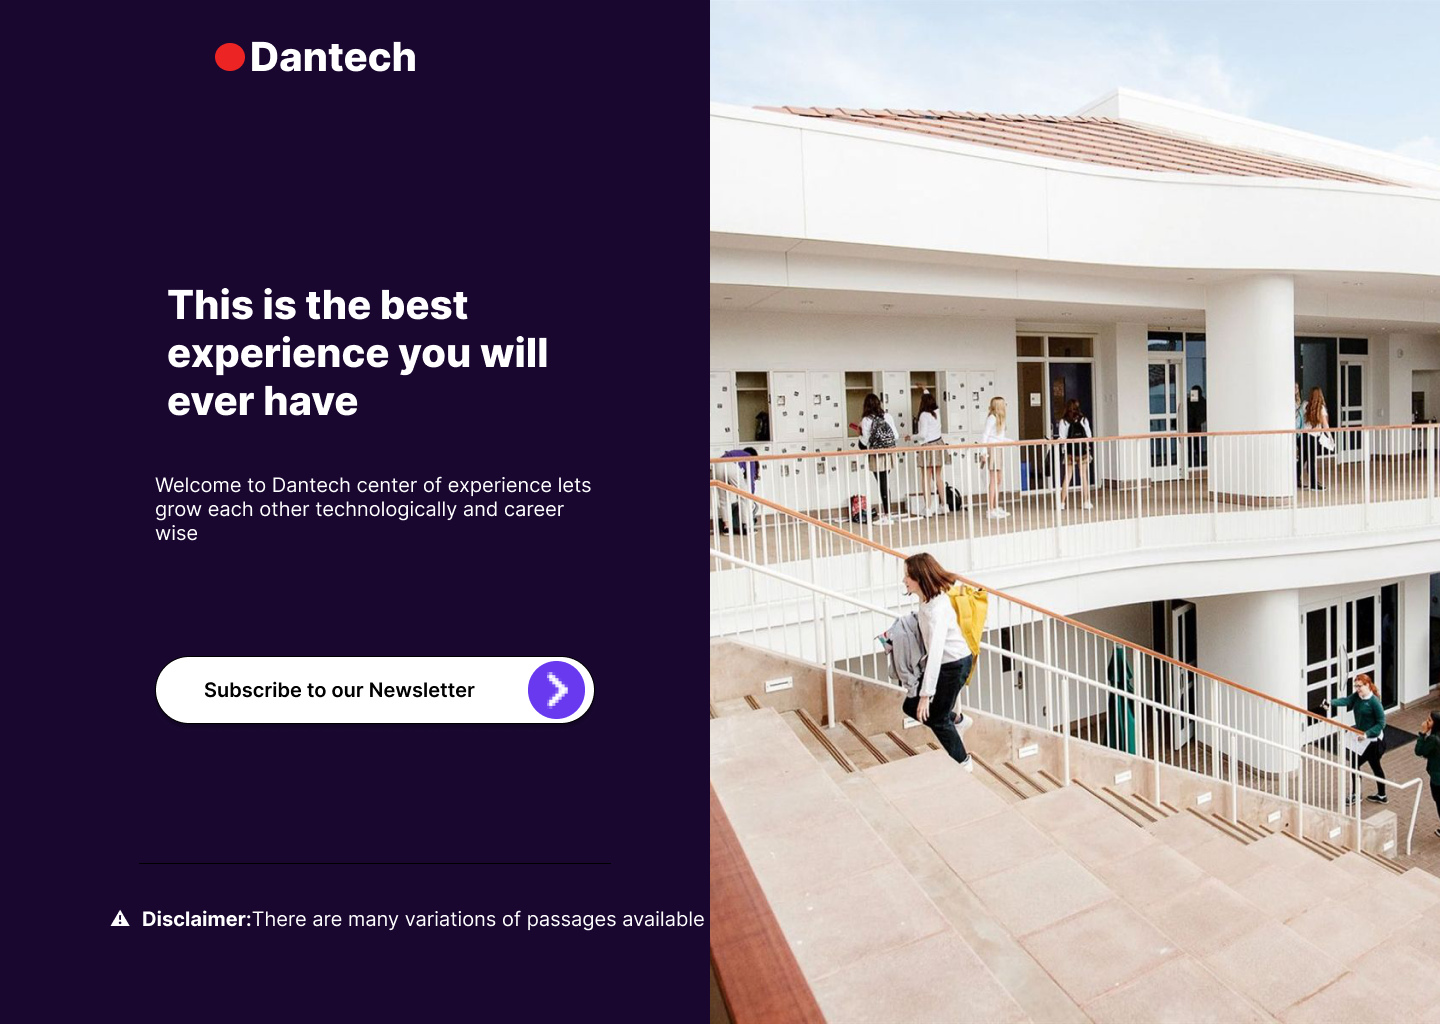 Dantech
This is the best
experience you will
ever have
Welcome to Dantech center of experience lets
grow each other technologically and career
wise
Subscribe to our Newsletter
Disclaimer:There are many variations of passages available